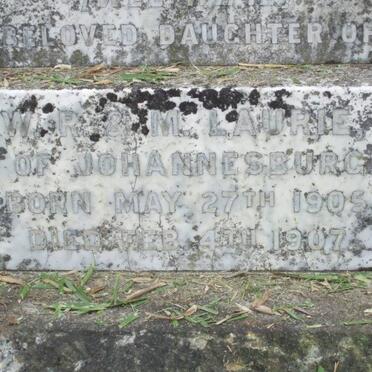 BELOVED DAUGHTER OF
W. R. & M. LAURIE,
OF JOHANNESBURG
BORN MAY 27TH 1905
DIED FEB. 4TH 1907.